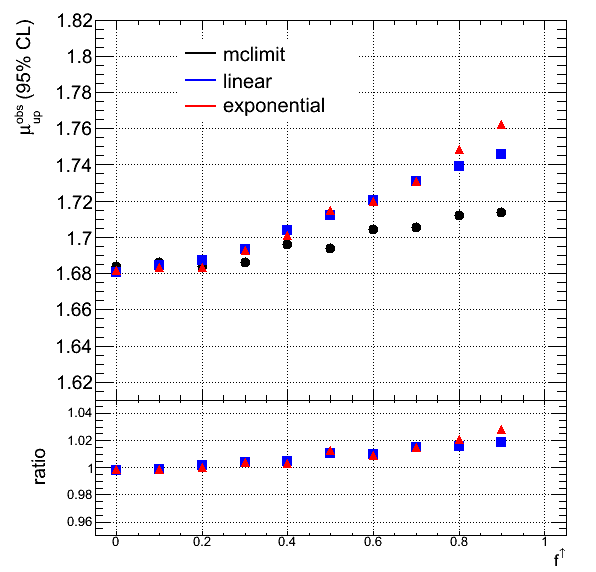 μ^obs_up (95% CL)
1.82
1.8
1.78
1.76
1.74
1.72
1.7
1.68
1.66
1.64
1.62
mclimit
linear
exponential
ratio
1.04
1.02
1
0.98
0.96
0 0.2 0.4 0.6 0.8 1
f^↑